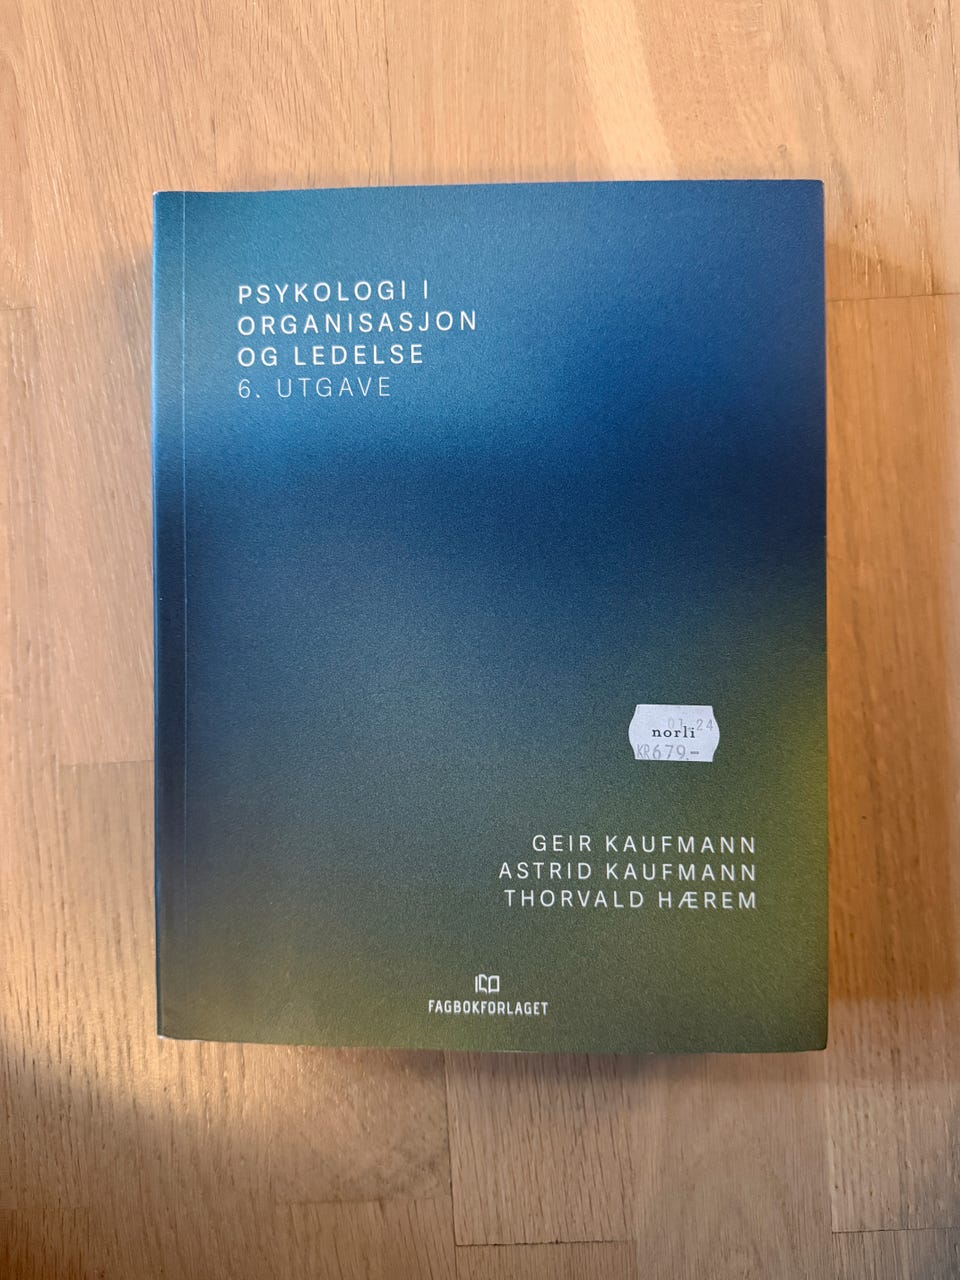 PSYKOLOGI I
ORGANISASJON
OG LEDELSE
6. UTGAVE
01.24
norli
KR679.-
GEIR KAUFMANN
ASTRID KAUFMANN
THORVALD HÆREM
FAGBOKFORLAGET